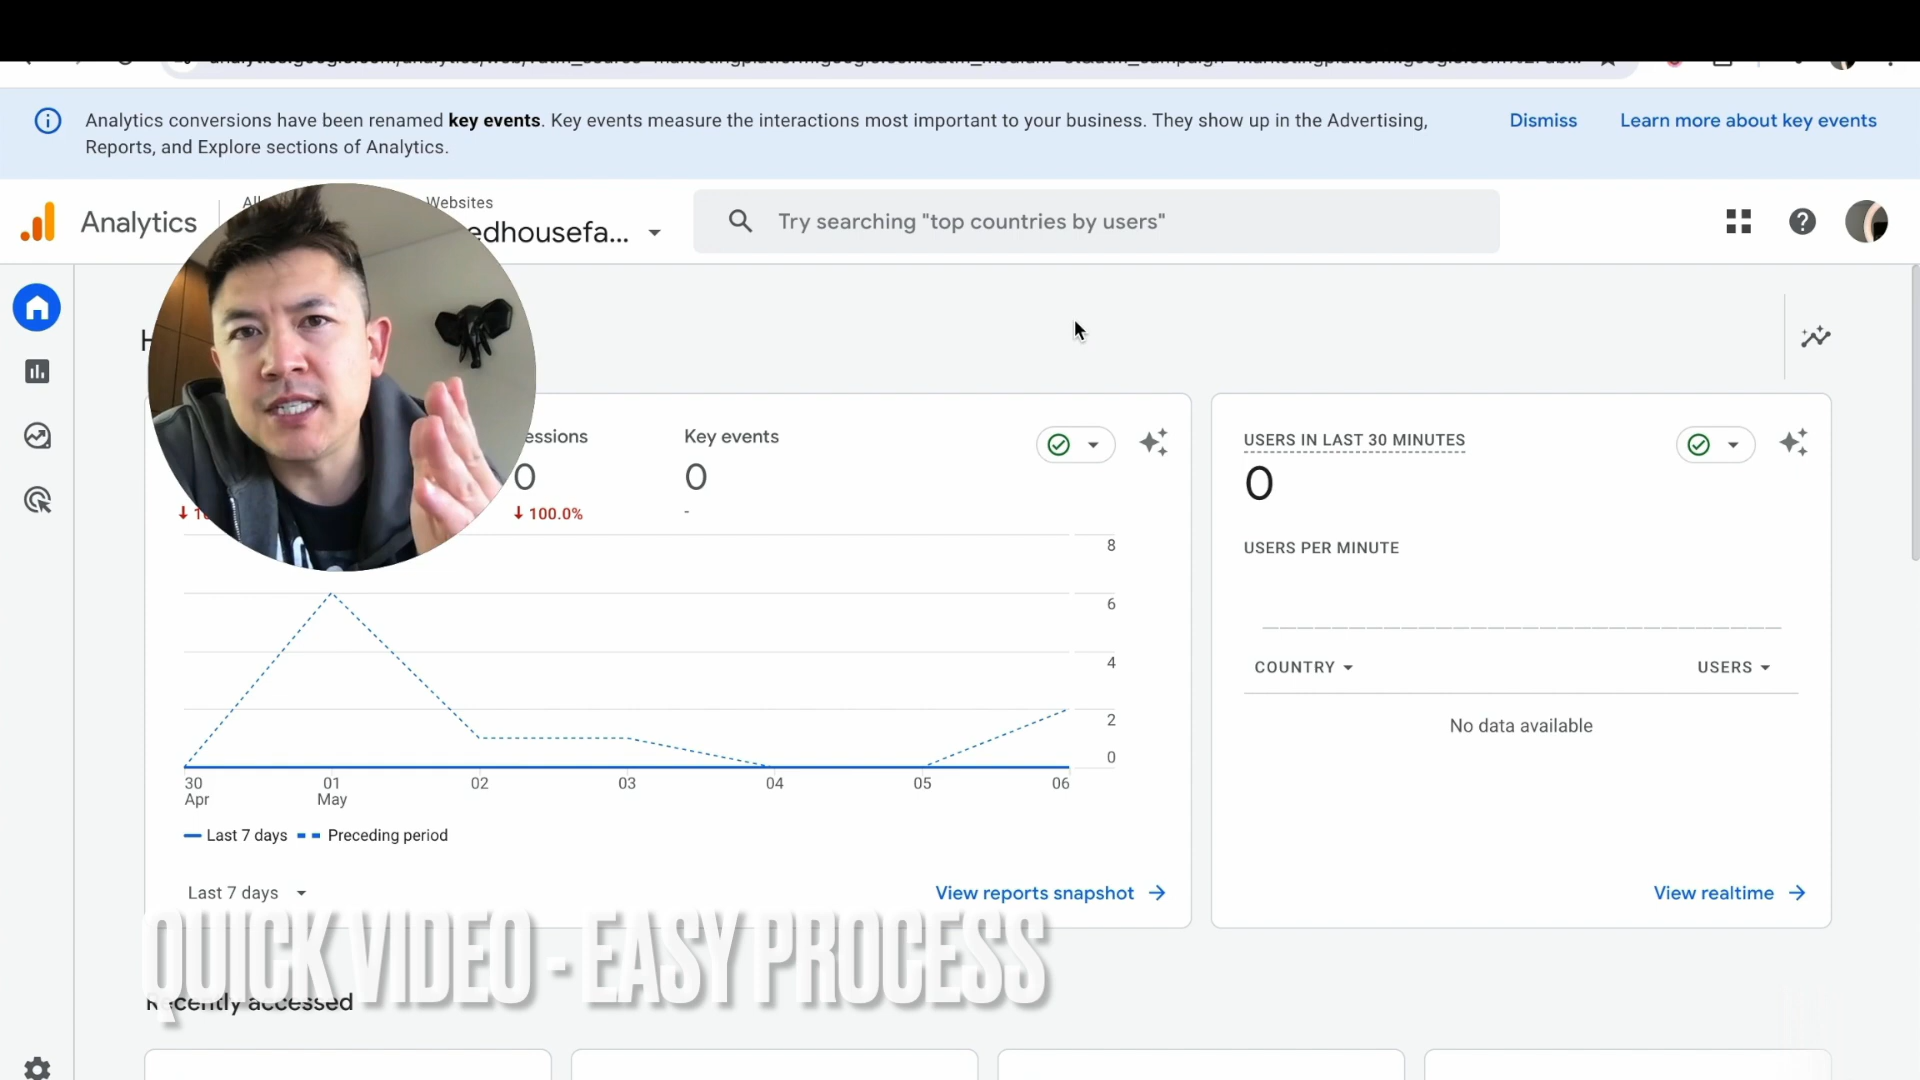 Analytics conversions have been renamed key events. Key events measure the interactions most important to your business. They show up in the Advertising,
Reports, and Explore sections of Analytics.
Dismiss
Learn more about key events
Analytics
Websites
edhousefa...
Try searching "top countries by users"
essions
0
↓ 100.0%
Key events
0
-
8
6
4
2
0
30
Apr
01
May
02
03
04
05
06
Last 7 days
Preceding period
Last 7 days
View reports snapshot
USERS IN LAST 30 MINUTES
0
USERS PER MINUTE
COUNTRY
USERS
No data available
View realtime
QUICK VIDEO - EASY PROCESS
Recently accessed